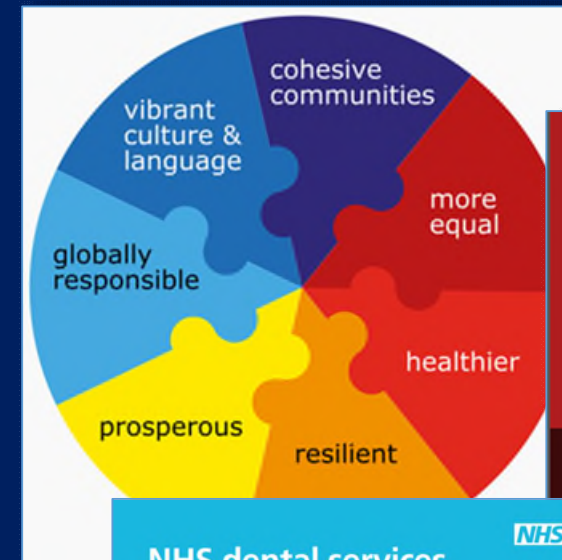 cohesive
communities
vibrant
culture &
language
more
equal
globally
responsible
healthier
prosperous
resilient
NHS
NHS dental services